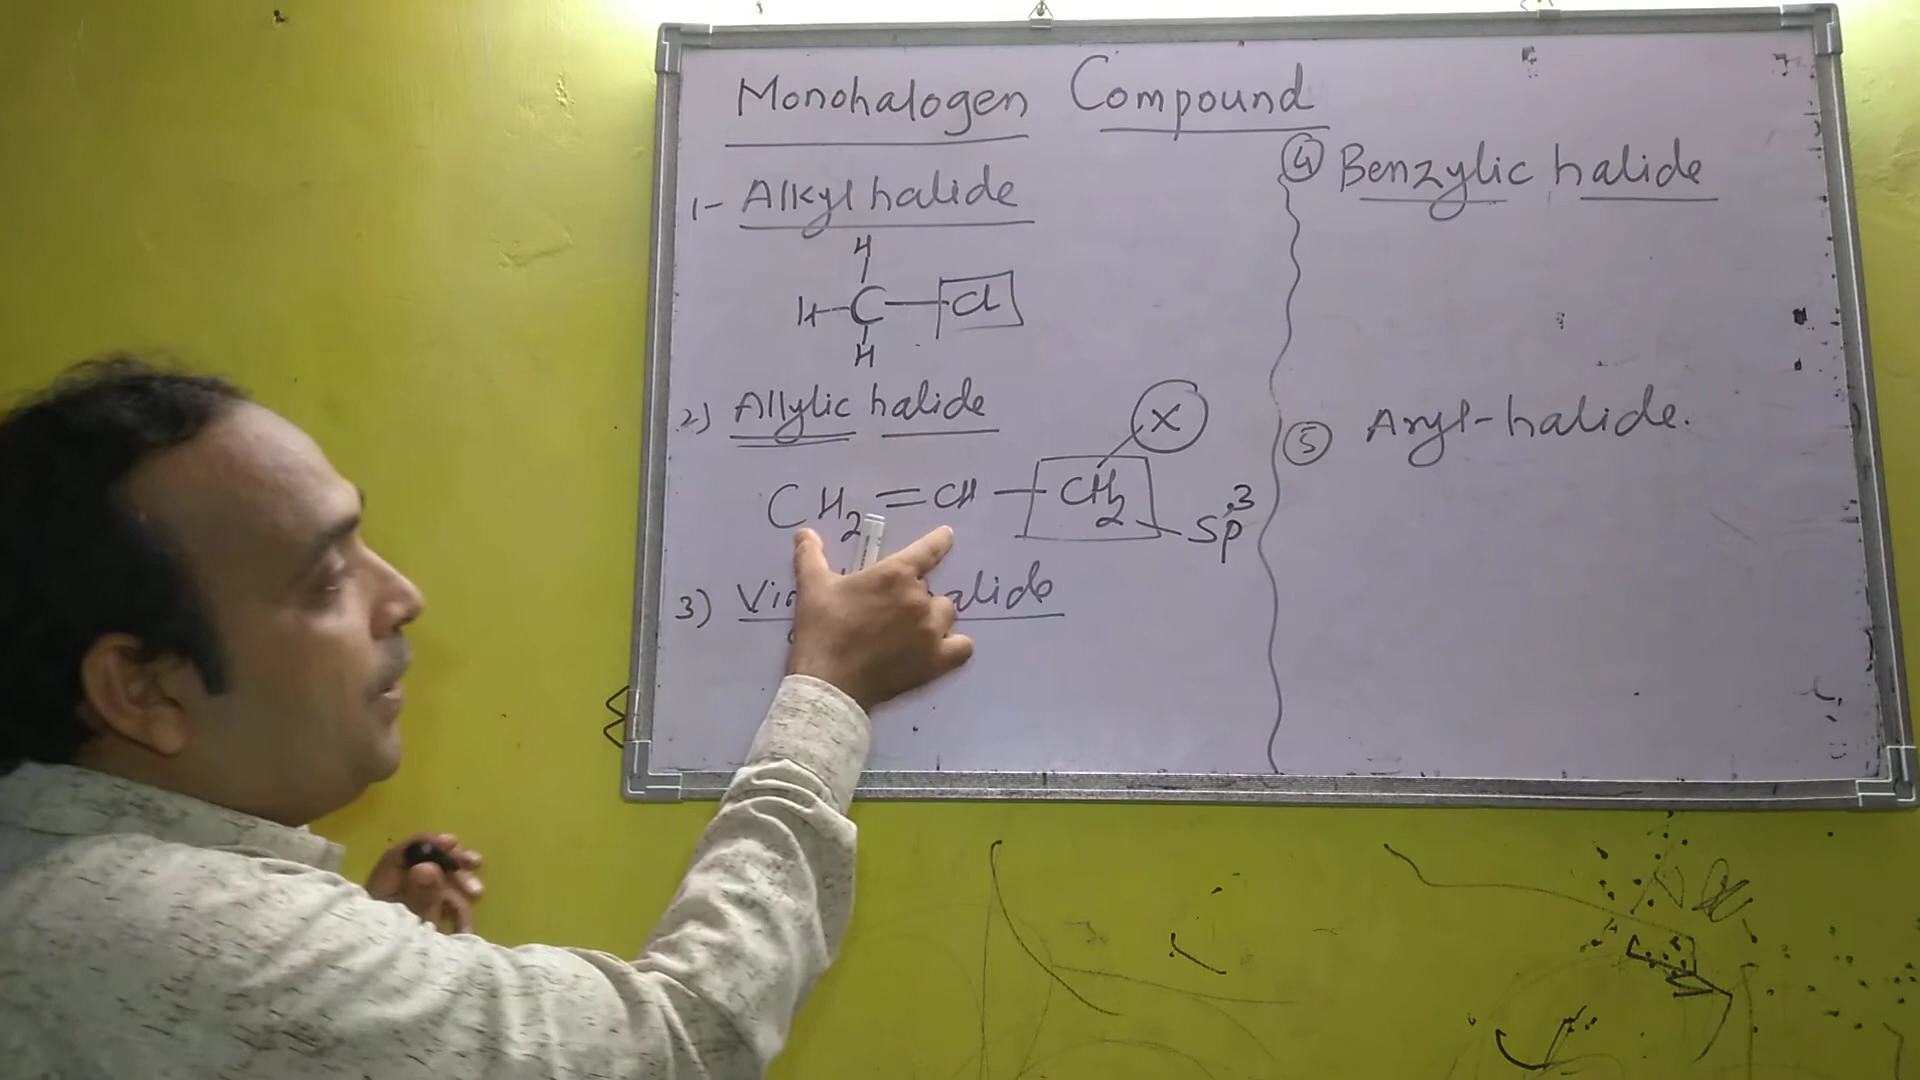 Monohalogen Compound
1- Alkyl halide
H
H-C-Cl
H
2) Allylic halide
X
CH2=CH-CH2
Sp3
3)
④ Benzylic halide
⑤ Aryl-halide.